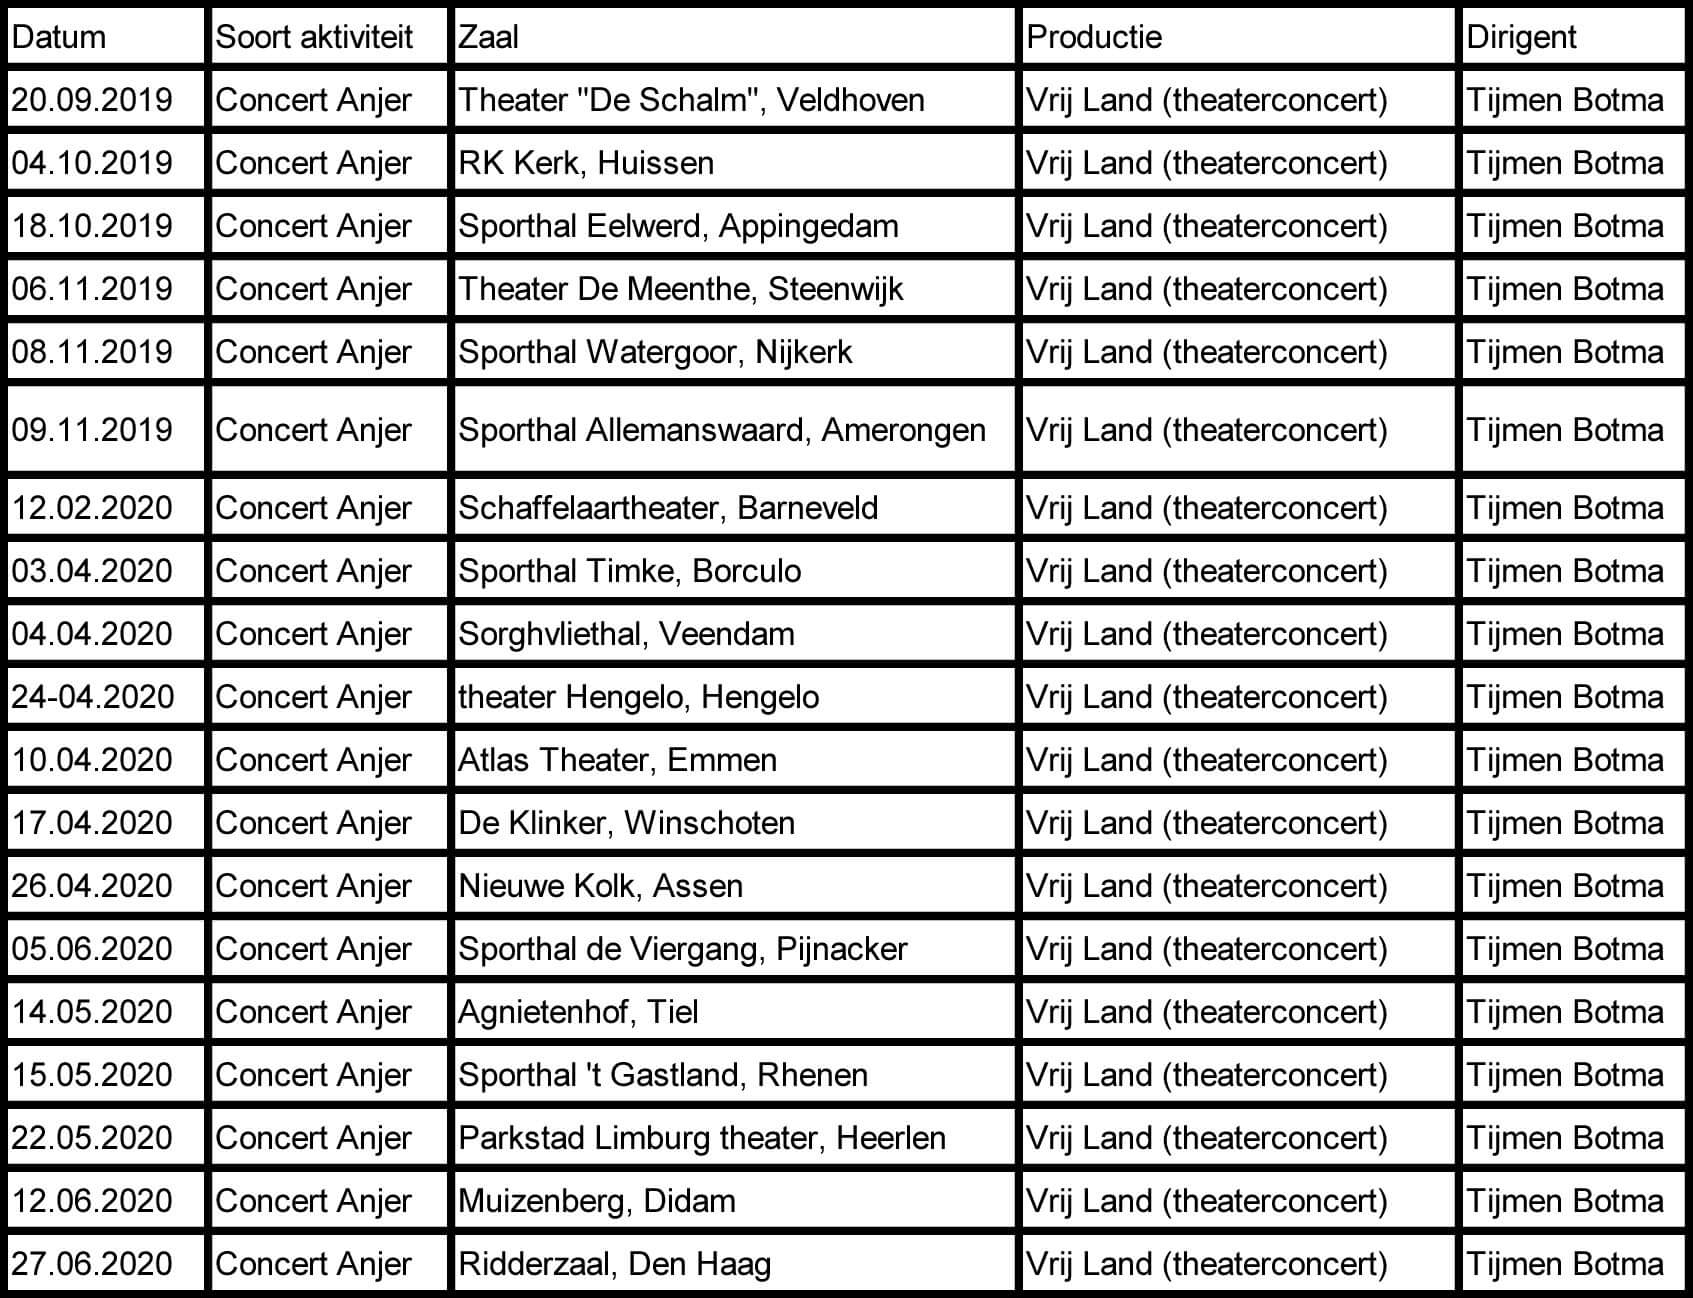 Datum Soort aktiviteit Zaal Productie Dirigent
20.09.2019 Concert Anjer Theater "De Schalm", Veldhoven Vrij Land (theaterconcert) Tijmen Botma
04.10.2019 Concert Anjer RK Kerk, Huissen Vrij Land (theaterconcert) Tijmen Botma
18.10.2019 Concert Anjer Sporthal Eelwerd, Appingedam Vrij Land (theaterconcert) Tijmen Botma
06.11.2019 Concert Anjer Theater De Meenthe, Steenwijk Vrij Land (theaterconcert) Tijmen Botma
08.11.2019 Concert Anjer Sporthal Watergoor, Nijkerk Vrij Land (theaterconcert) Tijmen Botma
09.11.2019 Concert Anjer Sporthal Allemanswaard, Amerongen Vrij Land (theaterconcert) Tijmen Botma
12.02.2020 Concert Anjer Schaffelaartheater, Barneveld Vrij Land (theaterconcert) Tijmen Botma
03.04.2020 Concert Anjer Sporthal Timke, Borculo Vrij Land (theaterconcert) Tijmen Botma
04.04.2020 Concert Anjer Sorghvliethal, Veendam Vrij Land (theaterconcert) Tijmen Botma
24-04.2020 Concert Anjer theater Hengelo, Hengelo Vrij Land (theaterconcert) Tijmen Botma
10.04.2020 Concert Anjer Atlas Theater, Emmen Vrij Land (theaterconcert) Tijmen Botma
17.04.2020 Concert Anjer De Klinker, Winschoten Vrij Land (theaterconcert) Tijmen Botma
26.04.2020 Concert Anjer Nieuwe Kolk, Assen Vrij Land (theaterconcert) Tijmen Botma
05.06.2020 Concert Anjer Sporthal de Viergang, Pijnacker Vrij Land (theaterconcert) Tijmen Botma
14.05.2020 Concert Anjer Agnietenhof, Tiel Vrij Land (theaterconcert) Tijmen Botma
15.05.2020 Concert Anjer Sporthal 't Gastland, Rhenen Vrij Land (theaterconcert) Tijmen Botma
22.05.2020 Concert Anjer Parkstad Limburg theater, Heerlen Vrij Land (theaterconcert) Tijmen Botma
12.06.2020 Concert Anjer Muizenberg, Didam Vrij Land (theaterconcert) Tijmen Botma
27.06.2020 Concert Anjer Ridderzaal, Den Haag Vrij Land (theaterconcert) Tijmen Botma